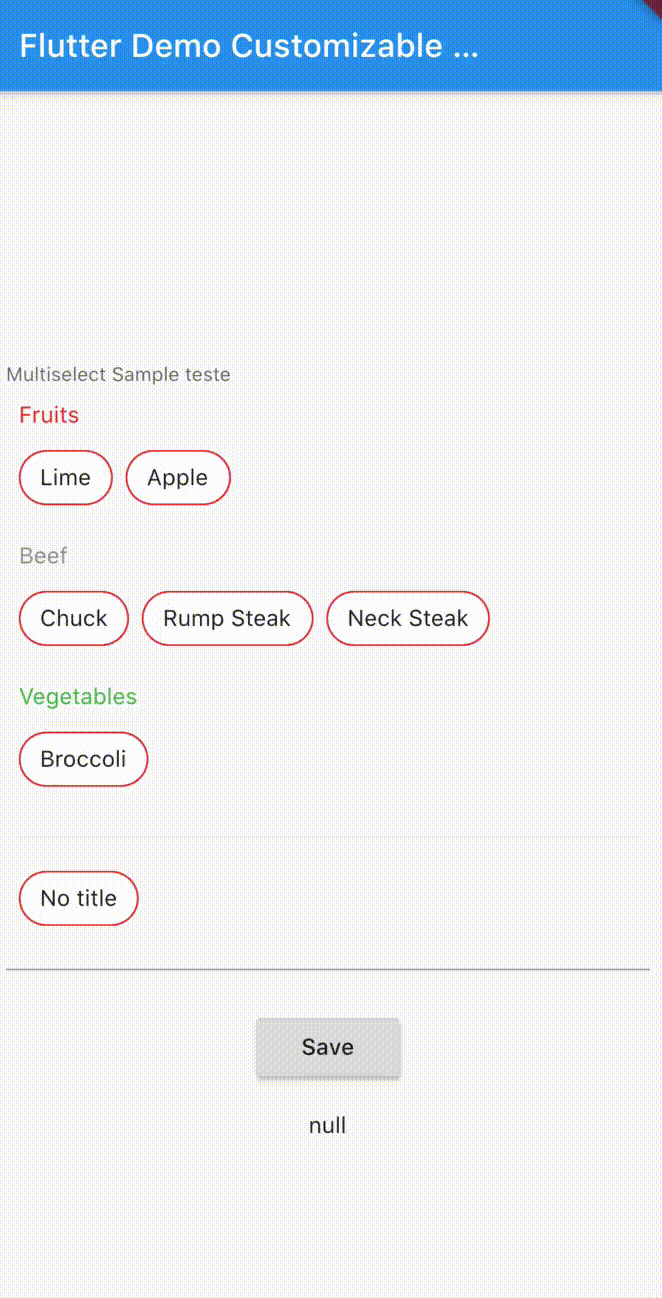 Flutter Demo Customizable ...
Multiselect Sample teste
Fruits
Lime Apple
Beef
Chuck Rump Steak Neck Steak
Vegetables
Broccoli
No title
Save
null